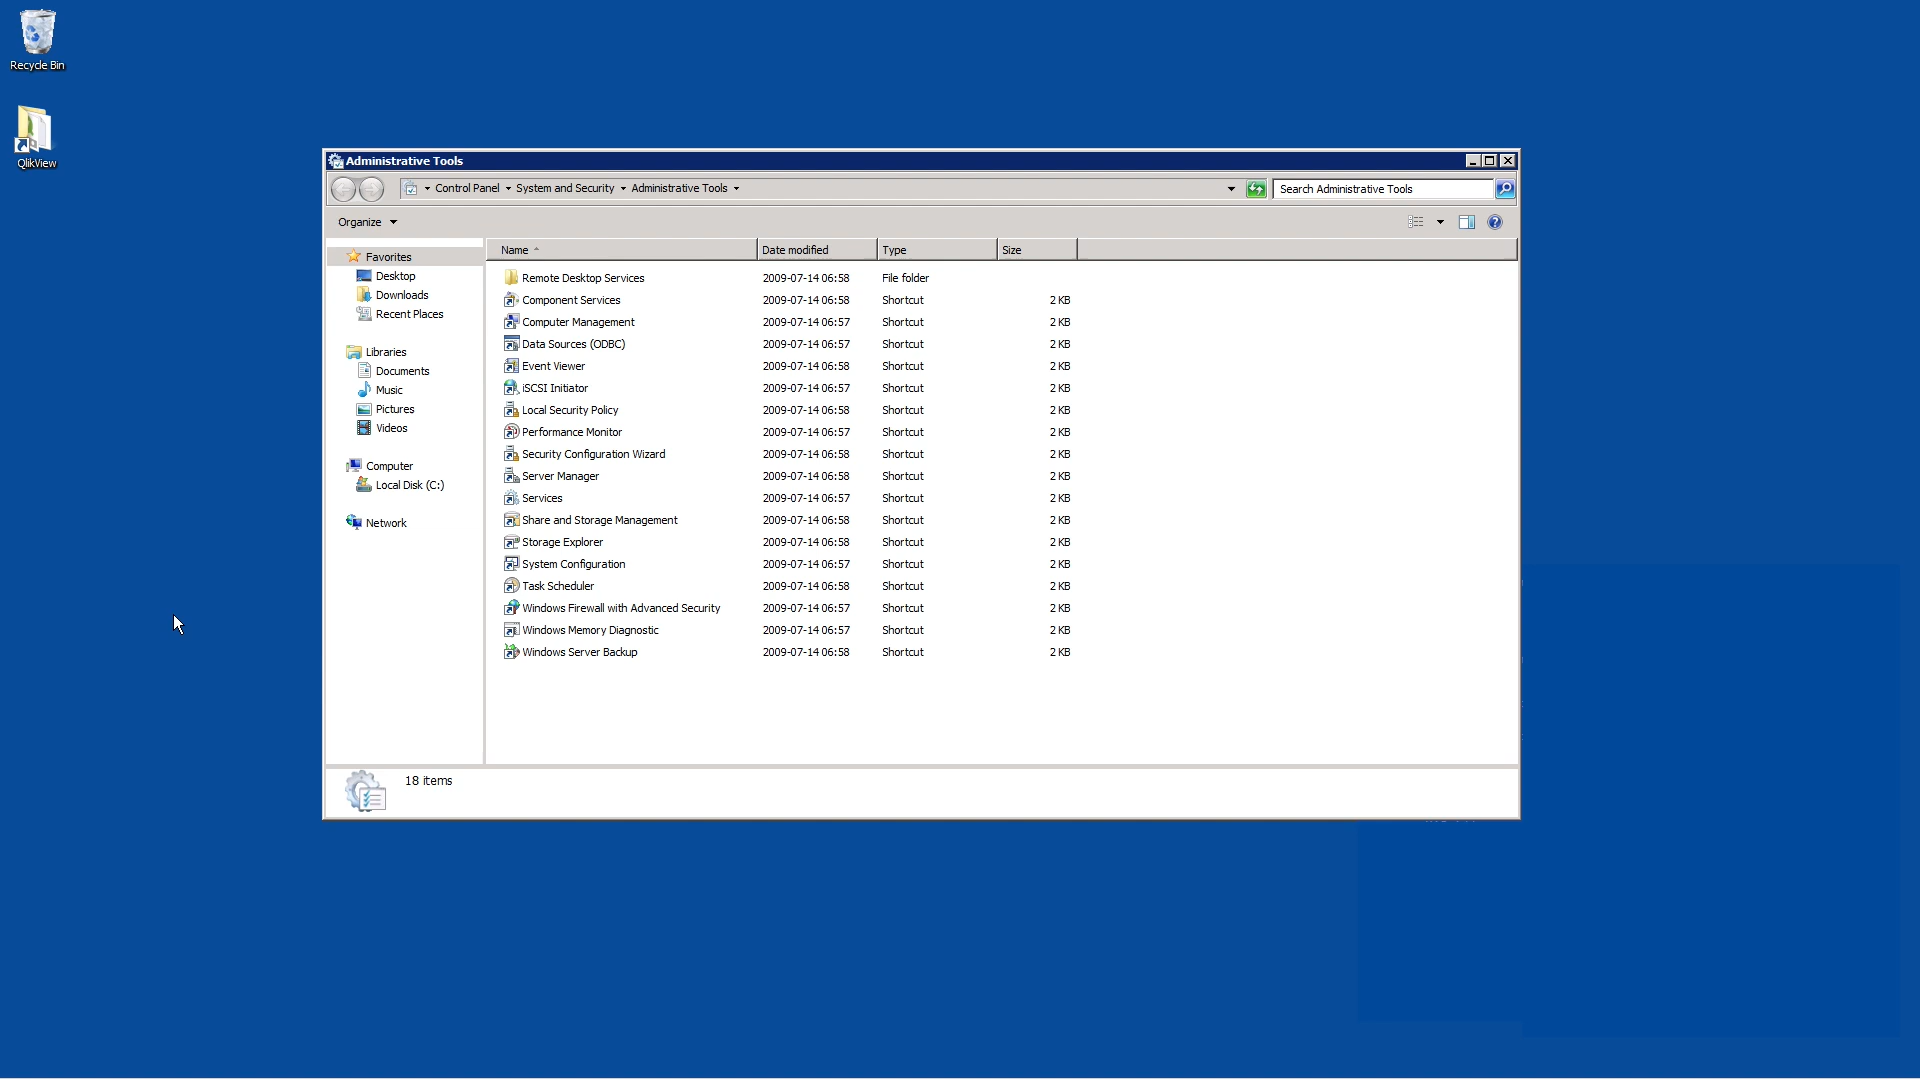 Recycle Bin
QlikView
Administrative Tools
Control Panel System and Security Administrative Tools
Search Administrative Tools
Organize
Favorites
Desktop
Downloads
Recent Places
Libraries
Documents
Music
Pictures
Videos
Computer
Local Disk (C:)
Network
Name Date modified Type Size
Remote Desktop Services 2009-07-14 06:58 File folder
Component Services 2009-07-14 06:58 Shortcut 2 KB
Computer Management 2009-07-14 06:57 Shortcut 2 KB
Data Sources (ODBC) 2009-07-14 06:57 Shortcut 2 KB
Event Viewer 2009-07-14 06:58 Shortcut 2 KB
iSCSI Initiator 2009-07-14 06:57 Shortcut 2 KB
Local Security Policy 2009-07-14 06:58 Shortcut 2 KB
Performance Monitor 2009-07-14 06:57 Shortcut 2 KB
Security Configuration Wizard 2009-07-14 06:58 Shortcut 2 KB
Server Manager 2009-07-14 06:58 Shortcut 2 KB
Services 2009-07-14 06:57 Shortcut 2 KB
Share and Storage Management 2009-07-14 06:58 Shortcut 2 KB
Storage Explorer 2009-07-14 06:58 Shortcut 2 KB
System Configuration 2009-07-14 06:57 Shortcut 2 KB
Task Scheduler 2009-07-14 06:58 Shortcut 2 KB
Windows Firewall with Advanced Security 2009-07-14 06:57 Shortcut 2 KB
Windows Memory Diagnostic 2009-07-14 06:57 Shortcut 2 KB
Windows Server Backup 2009-07-14 06:58 Shortcut 2 KB
18 items